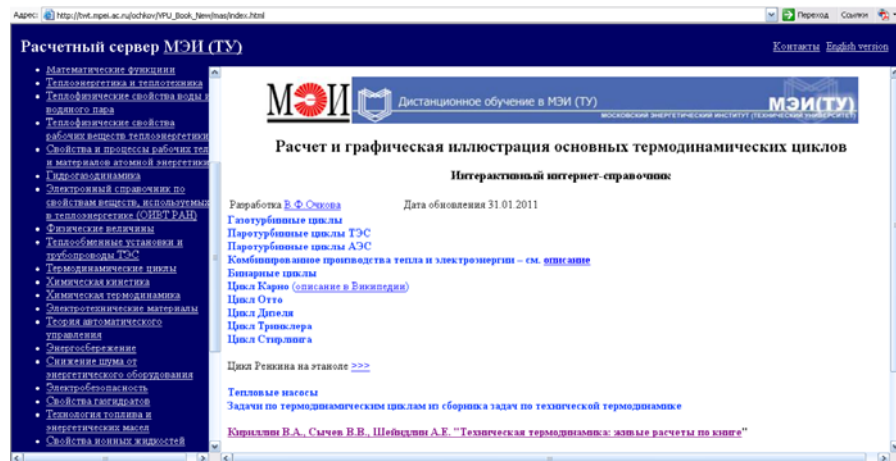 Адрес: http://twt.mpei.ac.ru/ochkov/VPU_Book_New/mas/index.html Переход Ссылки
Расчетный сервер МЭИ (ТУ)
Контакты English version
• Математические функции
• Теплоэнергетика и теплотехника
• Теплофизические свойства воды и
водяного пара
• Теплофизические свойства
рабочих веществ теплоэнергетики
• Свойства и процессы рабочих тел
и материалов атомной энергетики
• Гидрогазодинамика
• Электронный справочник по
свойствам веществ, используемых
в теплоэнергетике (ОИВТ РАН)
• Физические величины
• Теплообменные установки и
трубопроводы ТЭС
• Термодинамические циклы
• Химическая кинетика
• Химическая термодинамика
• Электротехнические материалы
• Теория автоматического
управления
• Энергосбережение
• Снижение шума от
энергетического оборудования
• Электробезопасность
• Свойства газгидратов
• Технология топлива и
энергетических масел
• Свойства ионных жидкостей
МЭИ Дистанционное обучение в МЭИ (ТУ) МЭИ(ТУ)
МОСКОВСКИЙ ЭНЕРГЕТИЧЕСКИЙ ИНСТИТУТ (ТЕХНИЧЕСКИЙ УНИВЕРСИТЕТ)
Расчет и графическая иллюстрация основных термодинамических циклов
Интерактивный интернет-справочник
Разработка В.Ф.Очкова Дата обновления 31.01.2011
Газотурбинные циклы
Паротурбинные циклы ТЭС
Паротурбинные циклы АЭС
Комбинированное производства тепла и электроэнергии – см. описание
Бинарные циклы
Цикл Карно (описание в Википедии)
Цикл Отто
Цикл Дизеля
Цикл Тринклера
Цикл Стирлинга
Цикл Ренкина на этаноле >>>
Тепловые насосы
Задачи по термодинамическим циклам из сборника задач по технической термодинамике
Кириллин В.А., Сычев В.В., Шейндлин А.Е. "Техническая термодинамика: живые расчеты по книге"